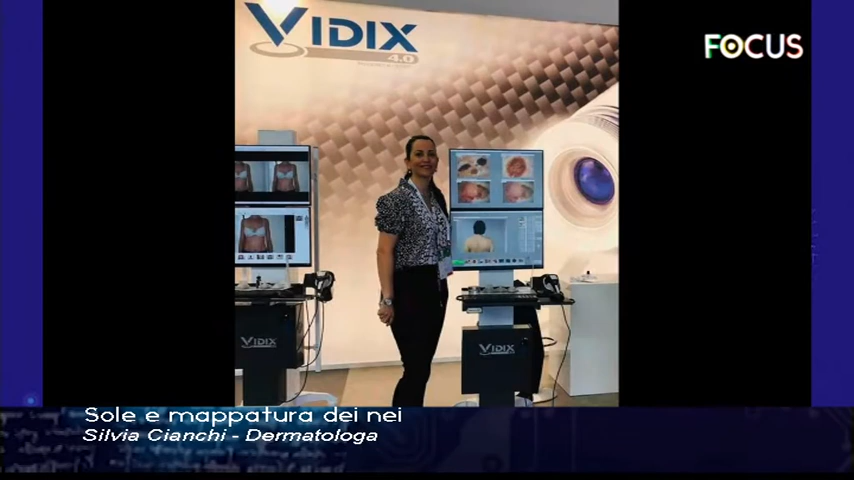 VIDIX
4.0
FOCUS
VIDIX
VIDIX
Sole e mappatura dei nei
Silvia Cianchi - Dermatologa